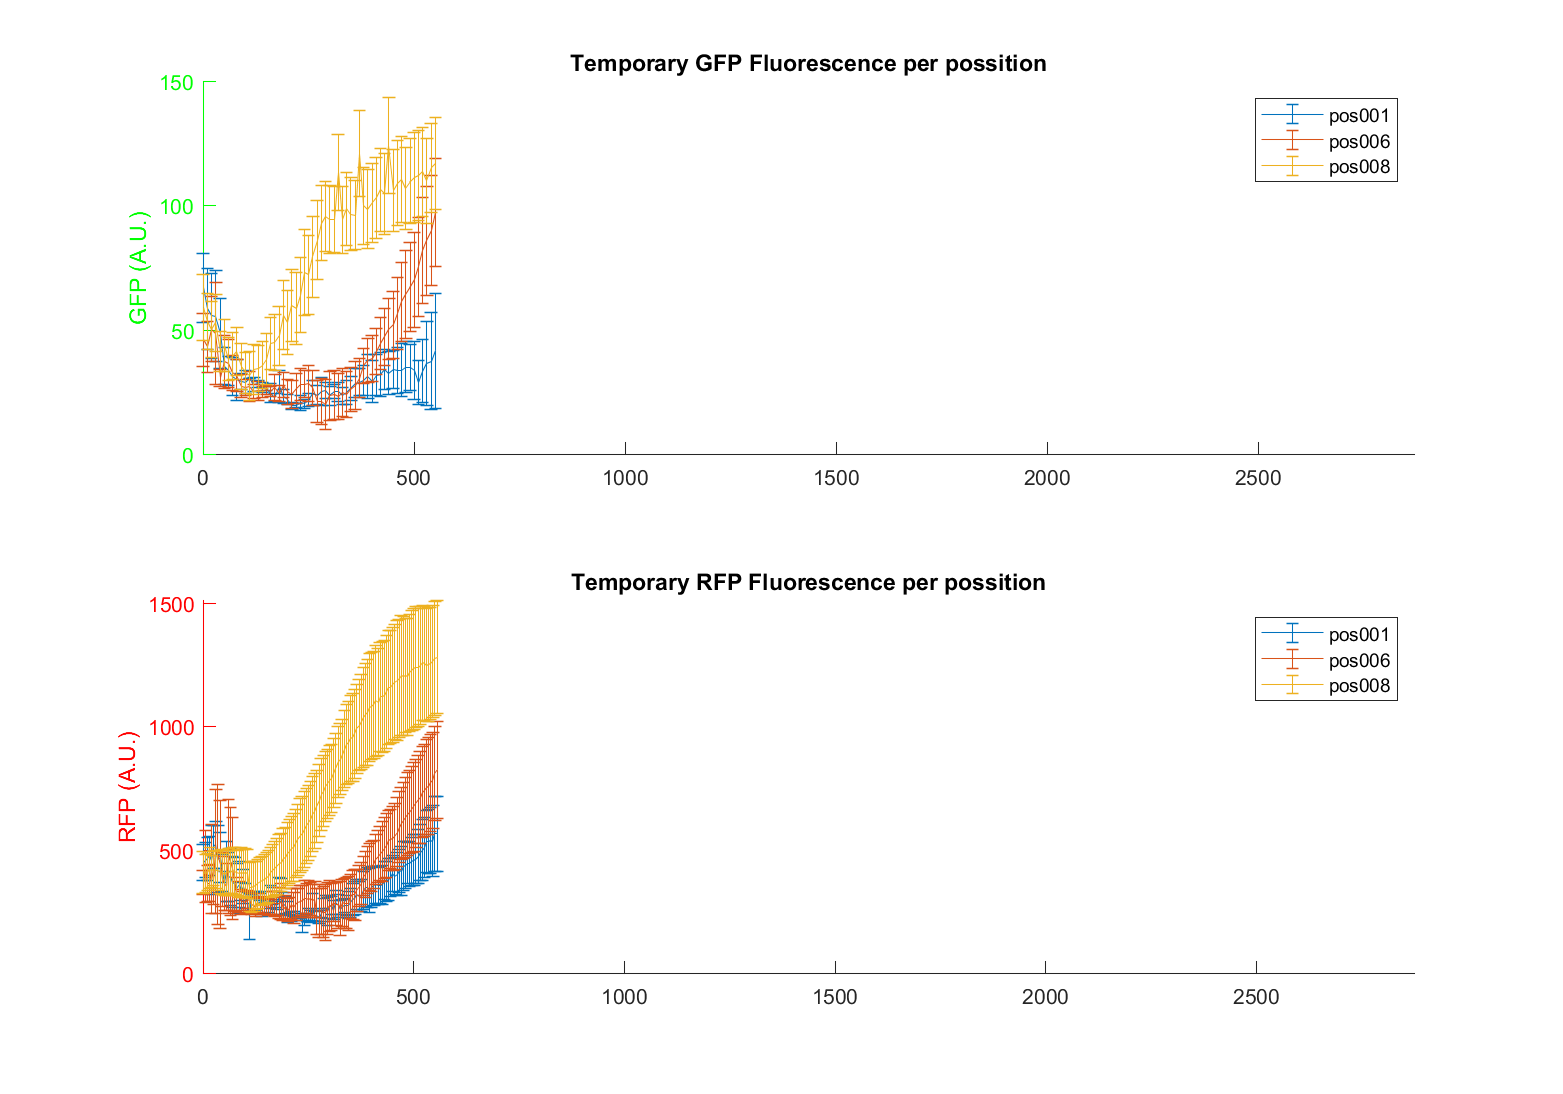 Temporary GFP Fluorescence per possition
150
100
50
0
GFP (A.U.)
pos001
pos006
pos008
0 500 1000 1500 2000 2500
Temporary RFP Fluorescence per possition
1500
1000
500
0
RFP (A.U.)
pos001
pos006
pos008
0 500 1000 1500 2000 2500